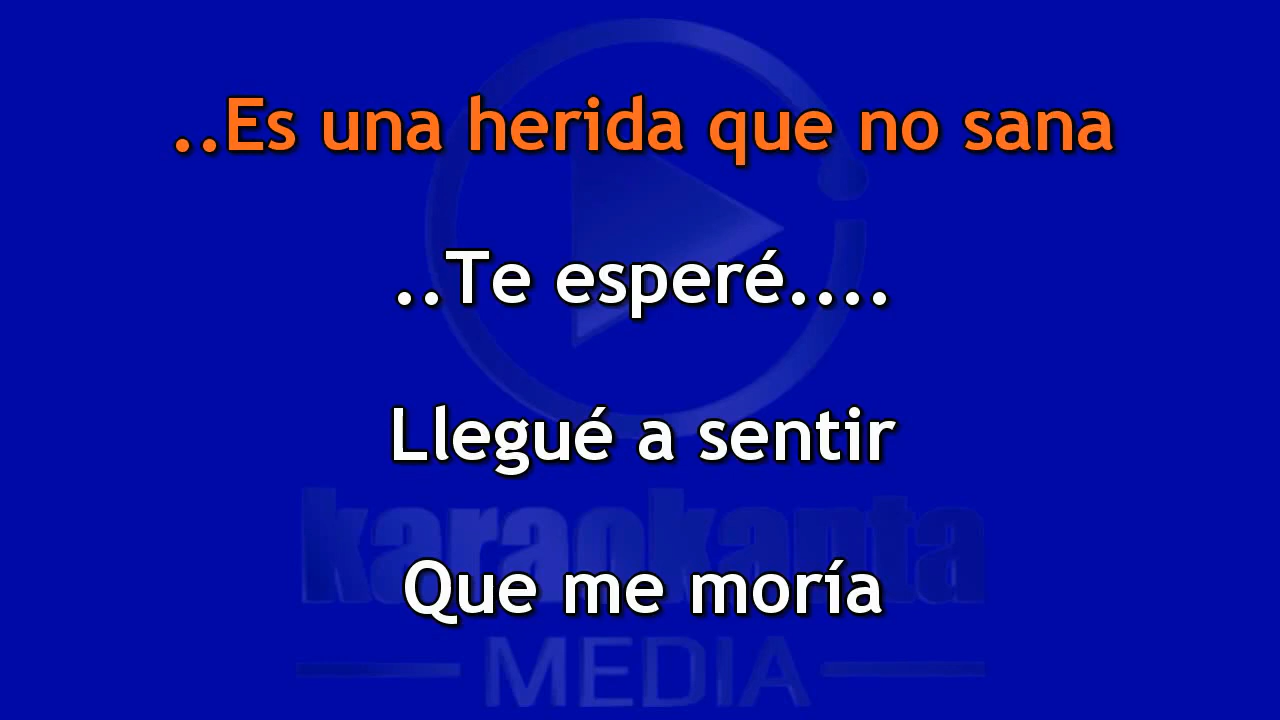 ..Es una herida que no sana
..Te esperé....
Llegué a sentir
Que me moría
karaokanta
MEDIA